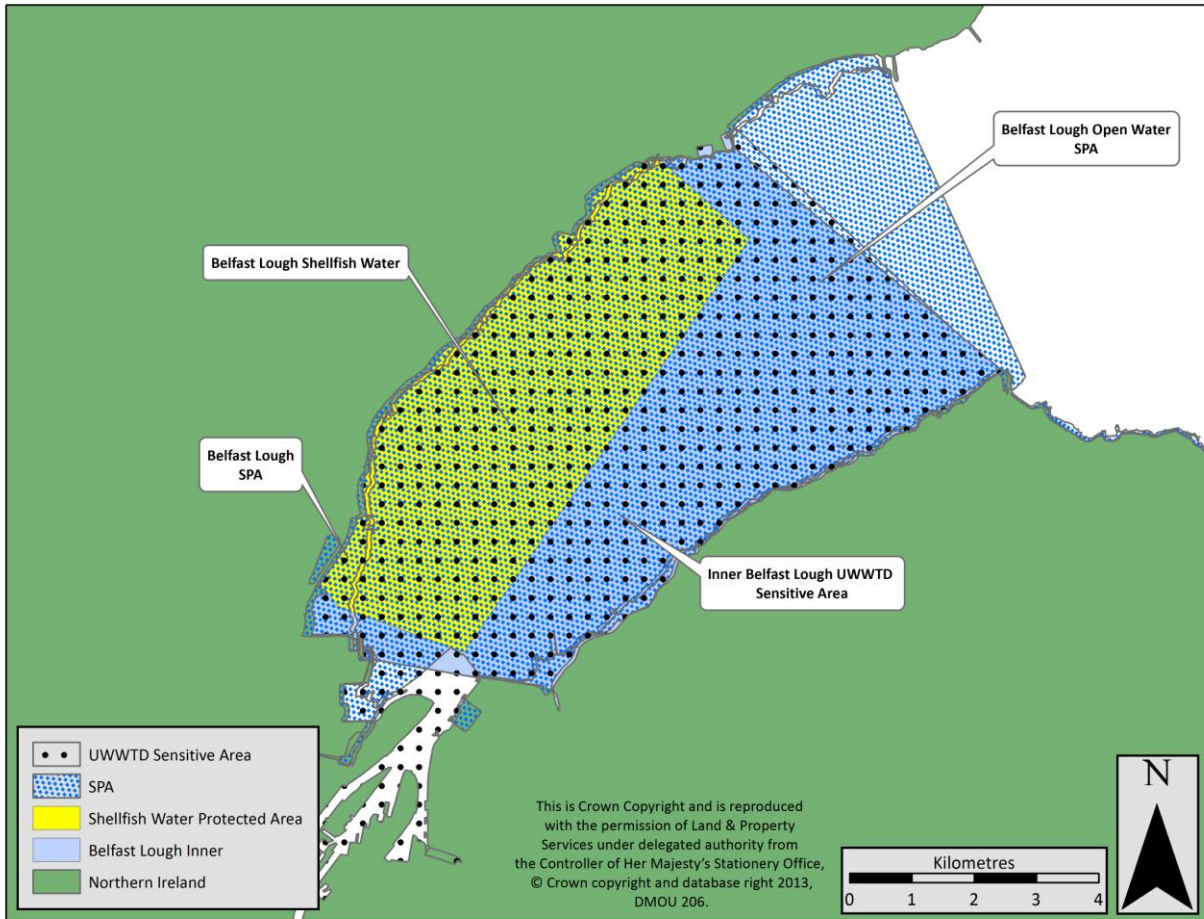 Belfast Lough Open Water
SPA
Belfast Lough Shellfish Water
Belfast Lough
SPA
Inner Belfast Lough UWWTD
Sensitive Area
UWWTD Sensitive Area
SPA
Shellfish Water Protected Area
Belfast Lough Inner
Northern Ireland
This is Crown Copyright and is reproduced
with the permission of Land & Property
Services under delegated authority from
the Controller of Her Majesty's Stationery Office,
© Crown copyright and database right 2013,
DMOU 206.
Kilometres
0 1 2 3 4
N